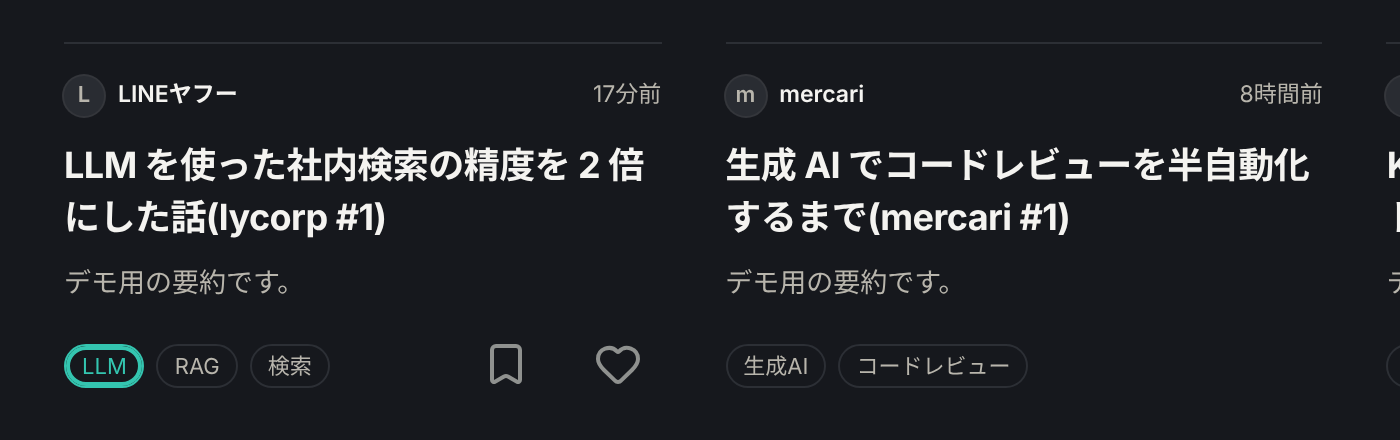 L LINEヤフー 17分前
LLM を使った社内検索の精度を 2 倍
にした話(lycorp #1)
デモ用の要約です。
LLM RAG 検索
m mercari 8時間前
生成 AI でコードレビューを半自動化
するまで(mercari #1)
デモ用の要約です。
生成AI コードレビュー